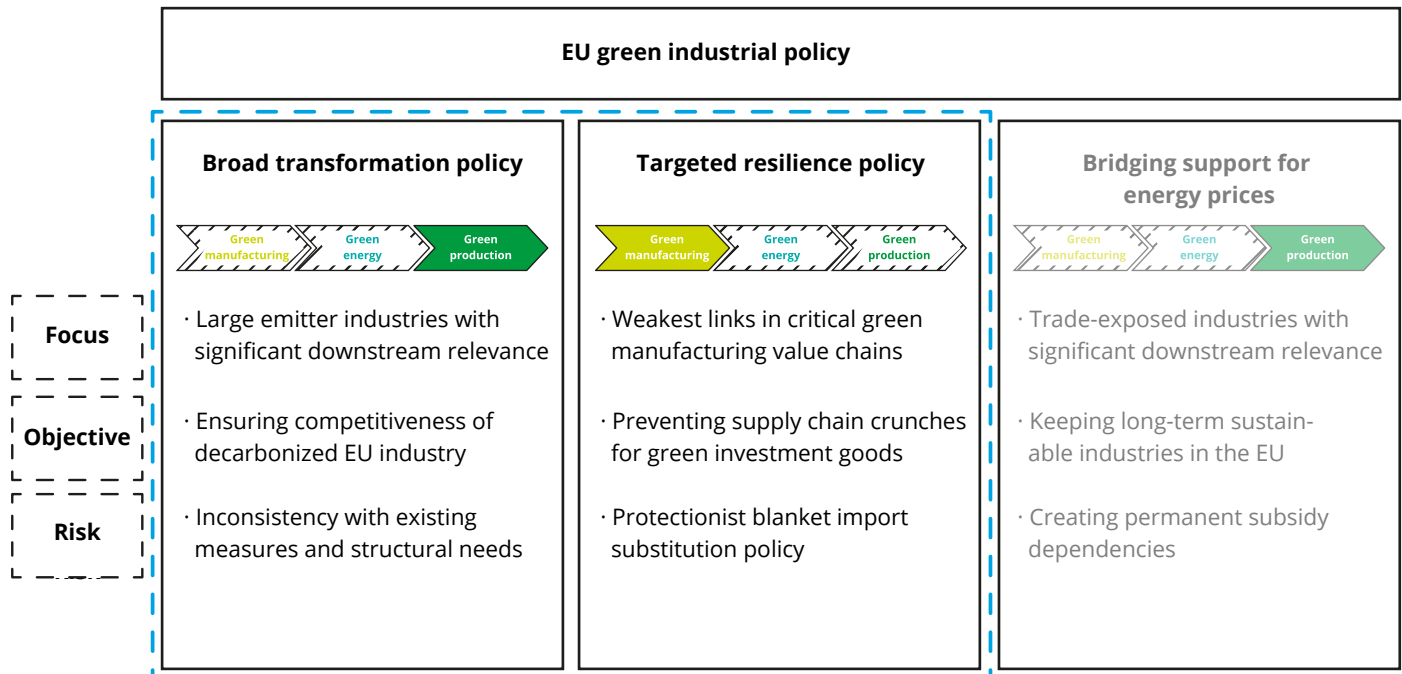 EU green industrial policy
Broad transformation policy
Green
manufacturing
Green
energy
Green
production
Targeted resilience policy
Green
manufacturing
Green
energy
Green
production
Bridging support for
energy prices
Green
manufacturing
Green
energy
Green
production
Focus
· Large emitter industries with
significant downstream relevance
· Weakest links in critical green
manufacturing value chains
· Trade-exposed industries with
significant downstream relevance
Objective
· Ensuring competitiveness of
decarbonized EU industry
· Preventing supply chain crunches
for green investment goods
· Keeping long-term sustain-
able industries in the EU
Risk
· Inconsistency with existing
measures and structural needs
· Protectionist blanket import
substitution policy
· Creating permanent subsidy
dependencies